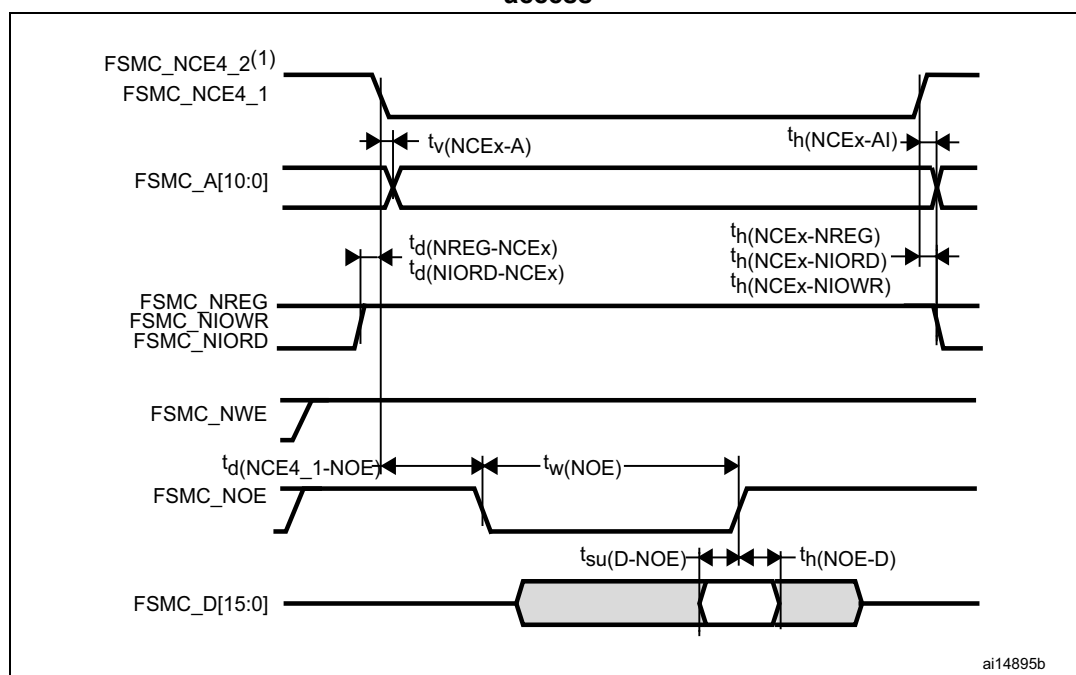 access
FSMC_NCE4_2(1)
FSMC_NCE4_1
tv(NCEx-A)
th(NCEx-AI)
FSMC_A[10:0]
td(NREG-NCEx)
td(NIORD-NCEx)
th(NCEx-NREG)
th(NCEx-NIORD)
th(NCEx-NIOWR)
FSMC_NREG
FSMC_NIOWR
FSMC_NIORD
FSMC_NWE
td(NCE4_1-NOE)
tw(NOE)
FSMC_NOE
tsu(D-NOE)
th(NOE-D)
FSMC_D[15:0]
ai14895b